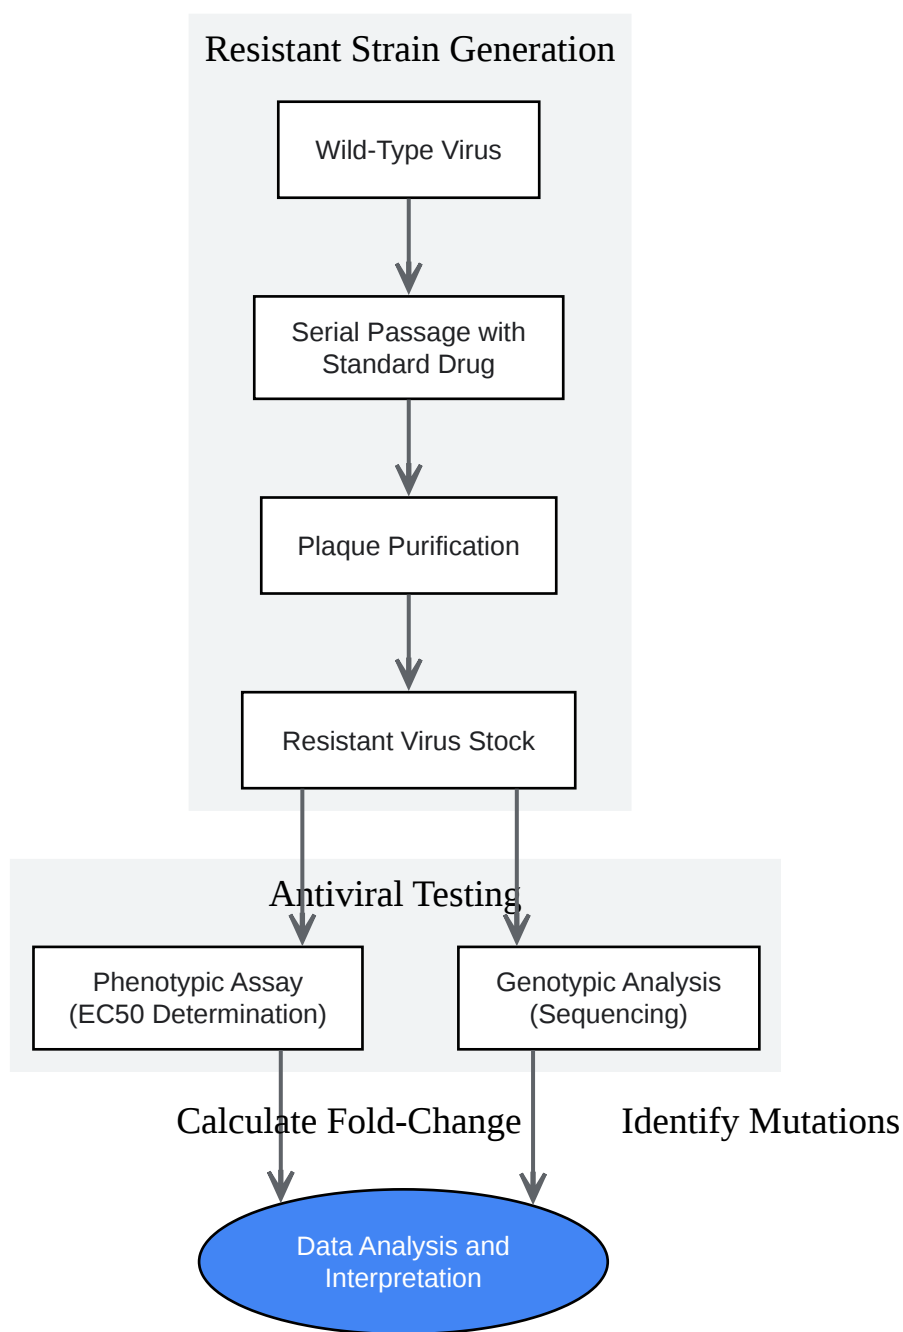 Resistant Strain Generation
Wild-Type Virus
Serial Passage with
Standard Drug
Plaque Purification
Resistant Virus Stock
Antiviral Testing
Phenotypic Assay
(EC50 Determination)
Genotypic Analysis
(Sequencing)
Calculate Fold-Change
Identify Mutations
Data Analysis and
Interpretation